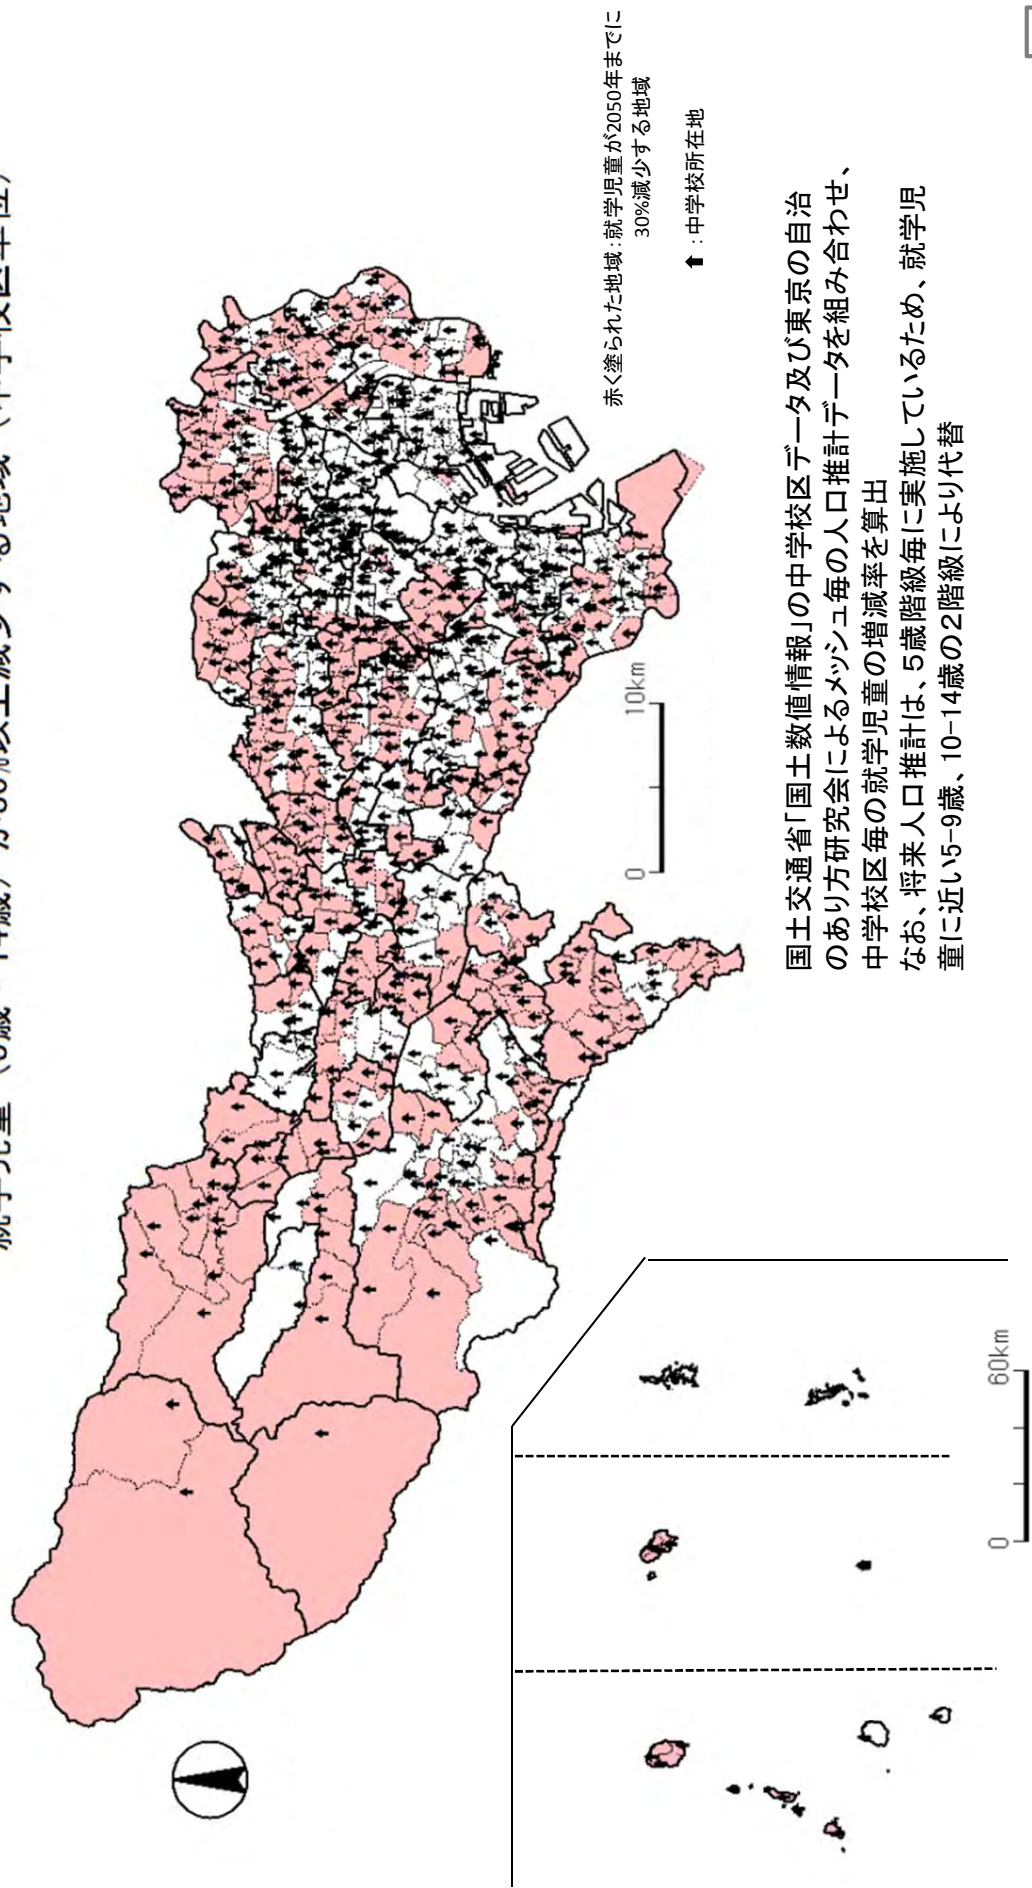 赤く塗られた地域：就学児童が2050年までに
30%減少する地域
：中学校所在地
10km
0
国土交通省「国土数値情報」の中学校区データ及び東京の自治
のあり方研究会によるメッシュ毎の人口推計データを組み合わせ、
中学校区毎の就学児童の増減率を算出
なお、将来人口推計は、5歳階級毎に実施しているため、就学児
童に近い5-9歳、10-14歳の2階級により代替
60km
0